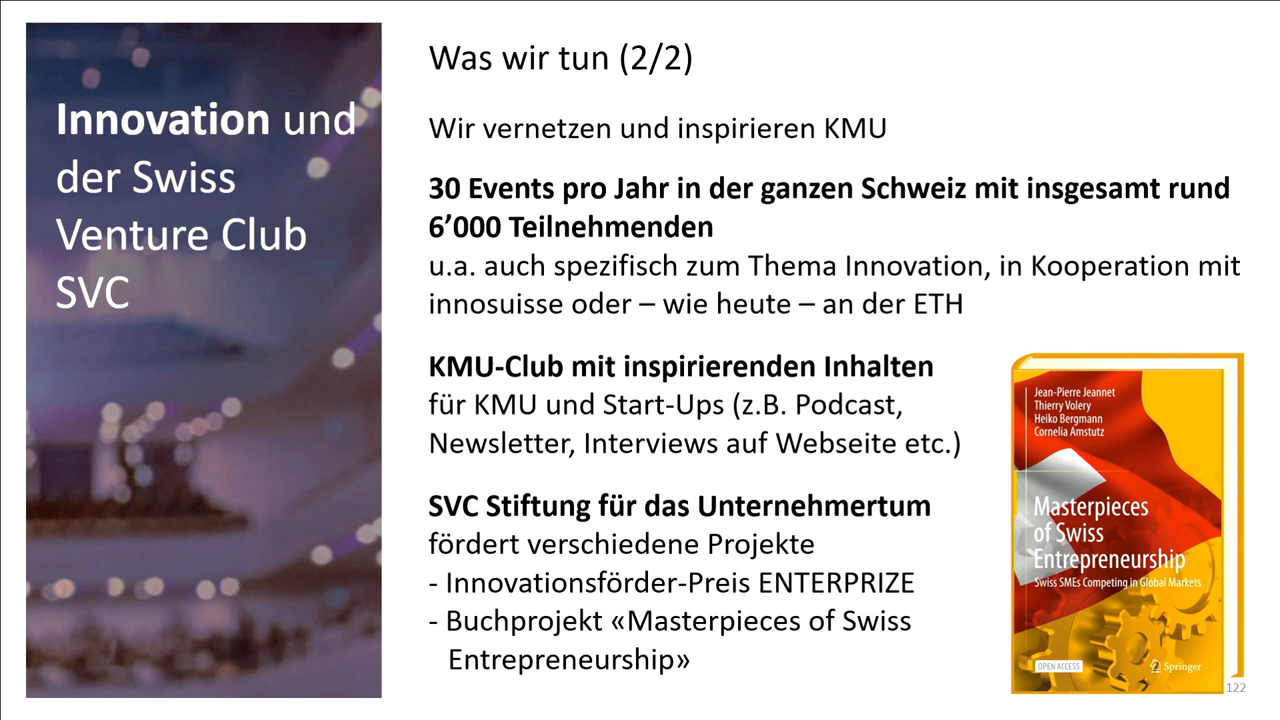 Innovation und
der Swiss
Venture Club
SVC
Was wir tun (2/2)
Wir vernetzen und inspirieren KMU
30 Events pro Jahr in der ganzen Schweiz mit insgesamt rund
6’000 Teilnehmenden
u.a. auch spezifisch zum Thema Innovation, in Kooperation mit
innosuisse oder – wie heute – an der ETH
KMU-Club mit inspirierenden Inhalten
für KMU und Start-Ups (z.B. Podcast,
Newsletter, Interviews auf Webseite etc.)
SVC Stiftung für das Unternehmertum
fördert verschiedene Projekte
- Innovationsförder-Preis ENTERPRIZE
- Buchprojekt «Masterpieces of Swiss
Entrepreneurship»
Jean-Pierre Jeannet
Thierry Volery
Heiko Bergmann
Cornelia Amstutz
Masterpieces
of Swiss
Entrepreneurship
Swiss SMEs Competing in Global Markets
OPEN ACCESS
Springer
122